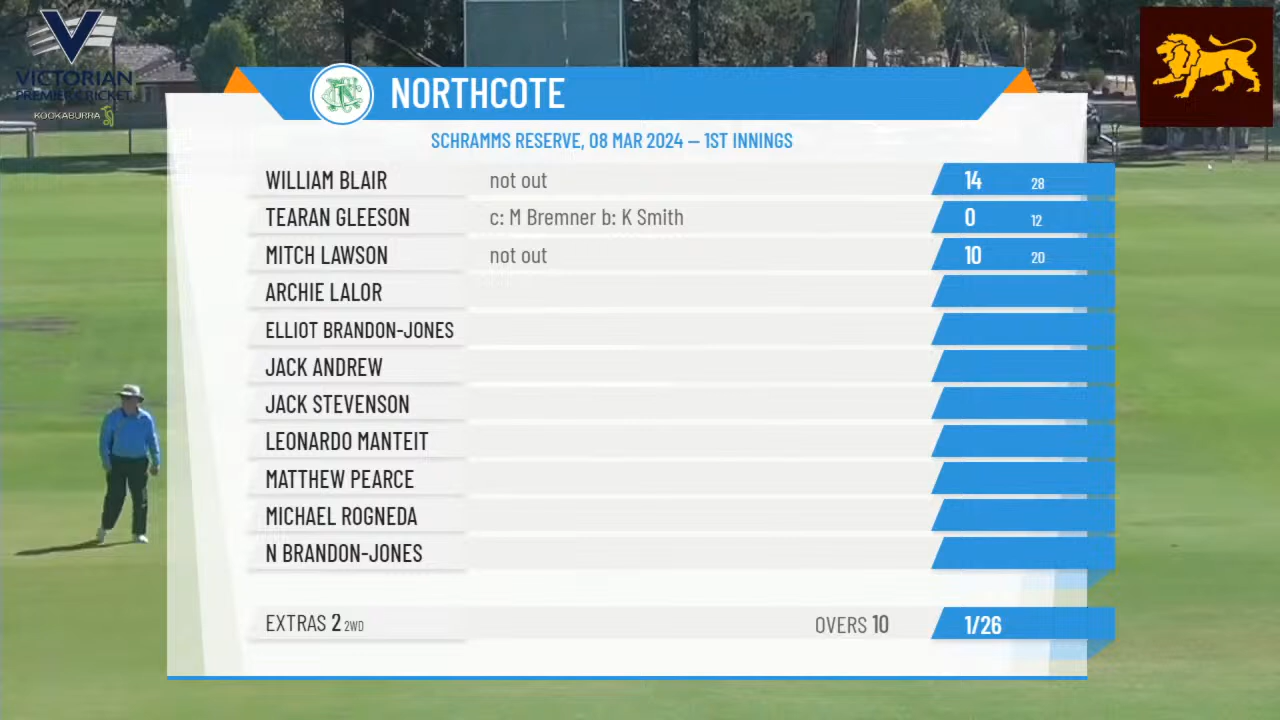 VICTORIAN
PREMIER CRICKET
KOOKABURRA
NORTHCOTE
SCHRAMMS RESERVE, 08 MAR 2024 – 1ST INNINGS
WILLIAM BLAIR not out 14 28
TEARAN GLEESON c: M Bremner b: K Smith 0 12
MITCH LAWSON not out 10 20
ARCHIE LALOR
ELLIOT BRANDON-JONES
JACK ANDREW
JACK STEVENSON
LEONARDO MANTEIT
MATTHEW PEARCE
MICHAEL ROGNEDA
N BRANDON-JONES
EXTRAS 2 2WD OVERS 10 1/26